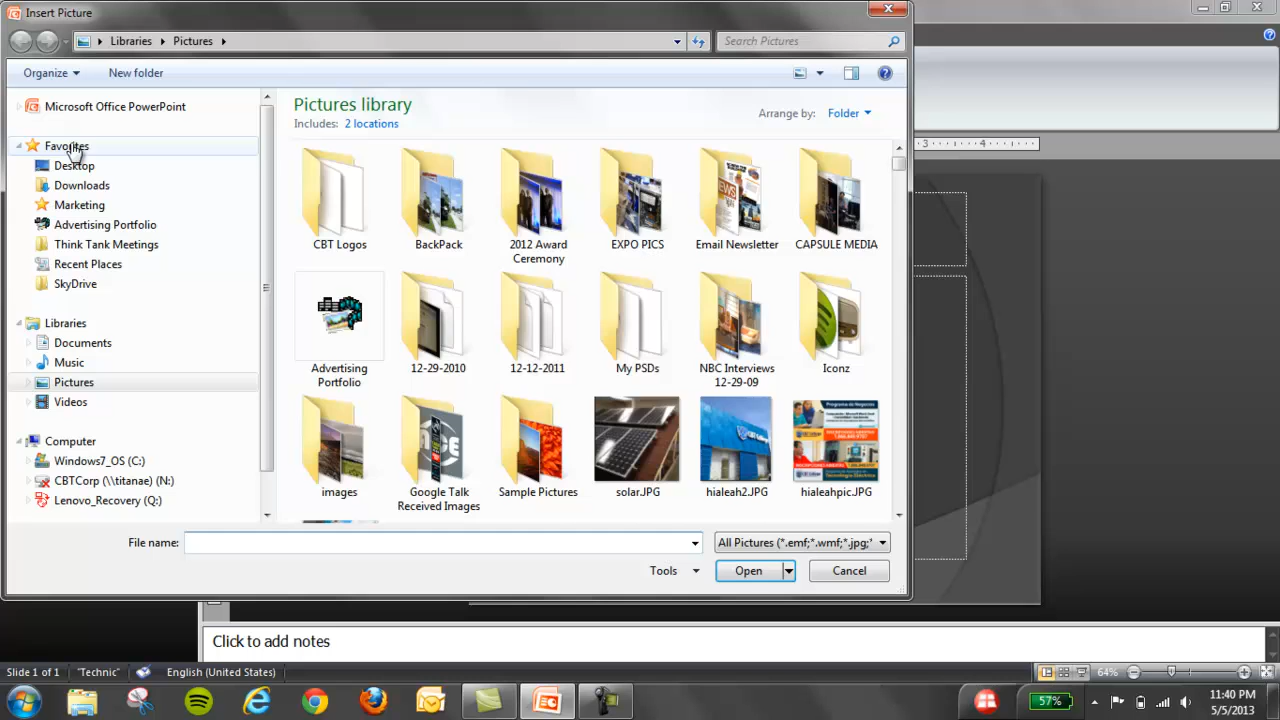 Insert Picture
Libraries
Pictures
Search Pictures
Organize
New folder
Microsoft Office PowerPoint
Favorites
Desktop
Downloads
Marketing
Advertising Portfolio
Think Tank Meetings
Recent Places
SkyDrive
Libraries
Documents
Music
Pictures
Videos
Computer
Windows7_OS (C:)
CBTCorp (\\titanae) (N:)
Lenovo_Recovery (Q:)
Pictures library
Includes: 2 locations
Arrange by: Folder
CBT Logos
BackPack
2012 Award
Ceremony
EXPO PICS
Email Newsletter
CAPSULE MEDIA
Advertising
Portfolio
12-29-2010
12-12-2011
My PSDs
NBC Interviews
12-29-09
Iconz
images
Google Talk
Received Images
Sample Pictures
solar.JPG
hialeah2.JPG
hialeahpic.JPG
File name:
All Pictures (*.emf;*.wmf;*.jpg;*
Tools
Open
Cancel
3
4
Click to add notes
Slide 1 of 1
"Technic"
English (United States)
64%
57%
11:40 PM
5/5/2013